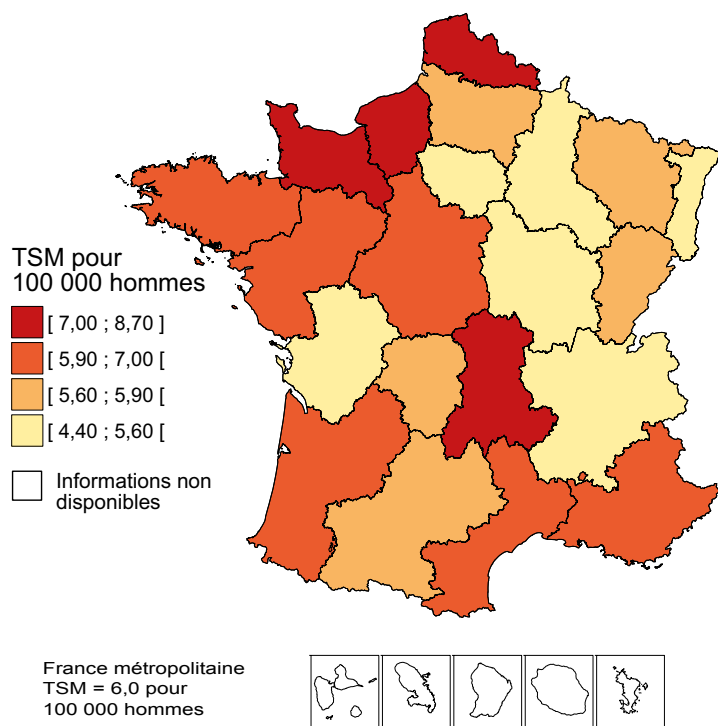 TSM pour
100 000 hommes
[ 7,00 ; 8,70 ]
[ 5,90 ; 7,00 [
[ 5,60 ; 5,90 [
[ 4,40 ; 5,60 [
Informations non
disponibles
France métropolitaine
TSM = 6,0 pour
100 000 hommes